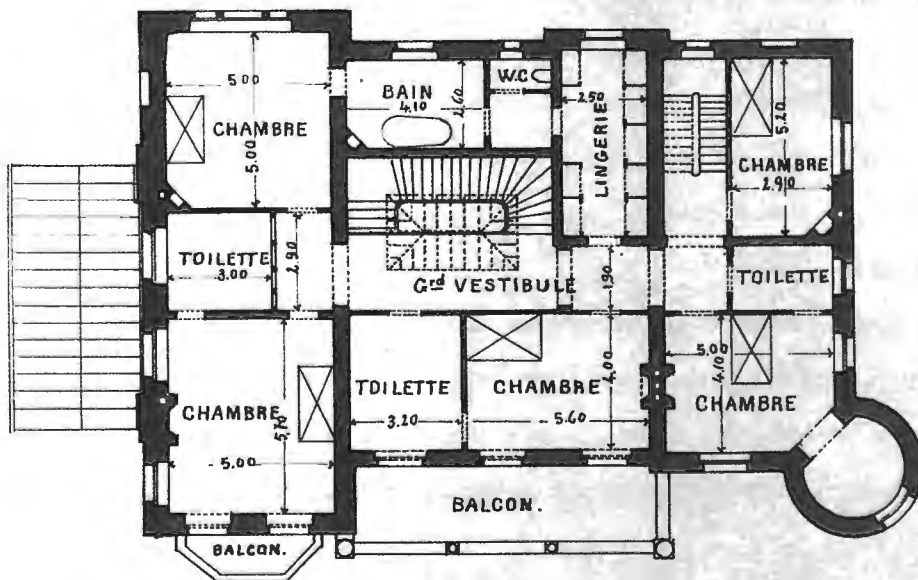 5.00
CHAMBRE
5.00
BAIN
4.10
2.60
W.C
2.50
LINGERIE
5.20
CHAMBRE
2.90
TOILETTE
3.00
2.90
Grd VESTIBULE
1.90
TOILETTE
CHAMBRE
5.70
5.00
TOILETTE
3.20
CHAMBRE
5.60
4.00
5.00
4.10
CHAMBRE
BALCON.
BALCON.